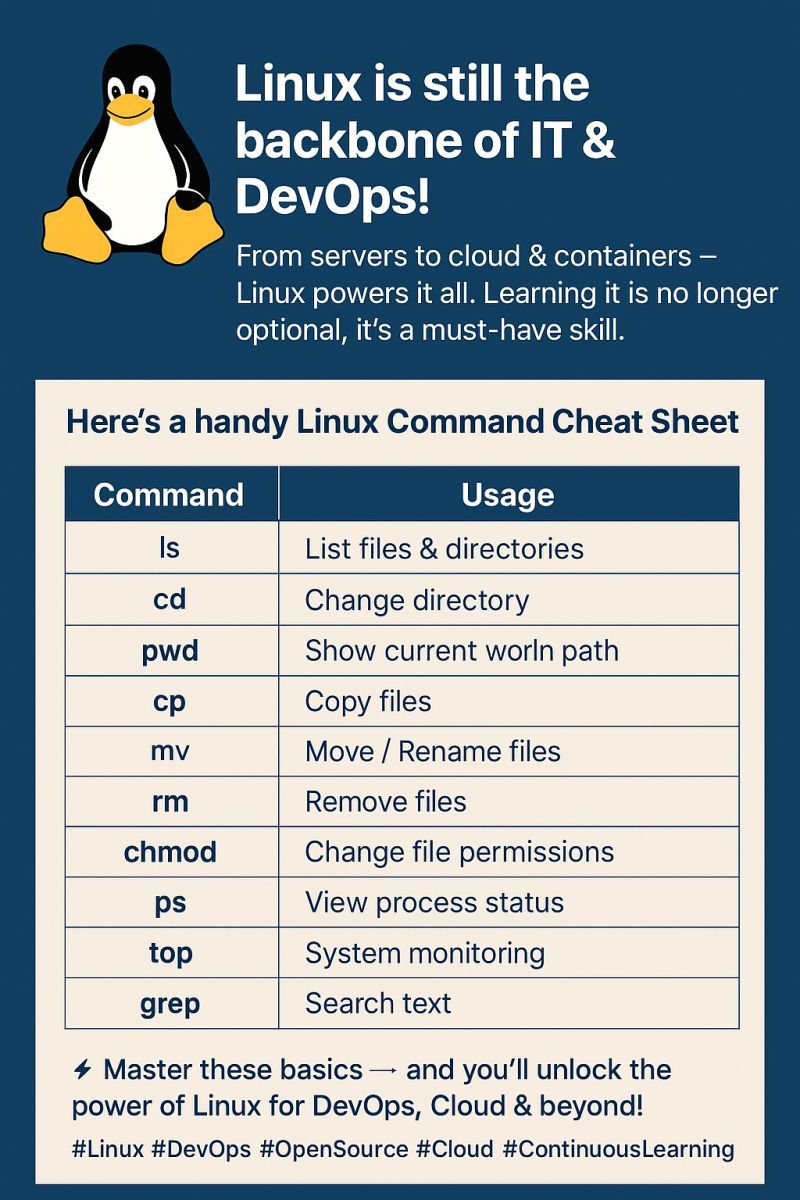 Linux is still the
backbone of IT &
DevOps!
From servers to cloud & containers –
Linux powers it all. Learning it is no longer
optional, it's a must-have skill.
Here's a handy Linux Command Cheat Sheet
Command Usage
ls List files & directories
cd Change directory
pwd Show current worln path
cp Copy files
mv Move / Rename files
rm Remove files
chmod Change file permissions
ps View process status
top System monitoring
grep Search text
⚡ Master these basics → and you'll unlock the
power of Linux for DevOps, Cloud & beyond!
#Linux #DevOps #OpenSource #Cloud #ContinuousLearning